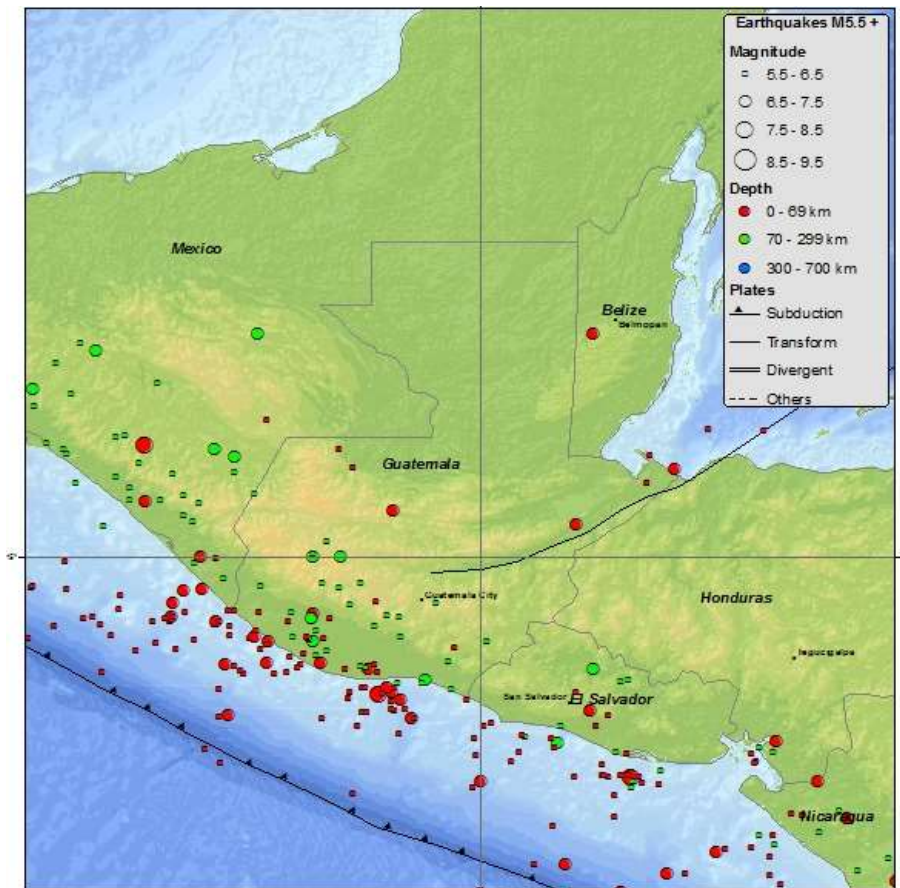 Earthquakes M5.5 +
Magnitude
5.5 - 6.5
6.5 - 7.5
7.5 - 8.5
8.5 - 9.5
Depth
0 - 69 km
70 - 299 km
300 - 700 km
Plates
Subduction
Transform
Divergent
Others
Mexico
Belize
Belmopan
Guatemala
Guatemala City
Honduras
Tegucigalpa
San Salvador
El Salvador
Nicaragua